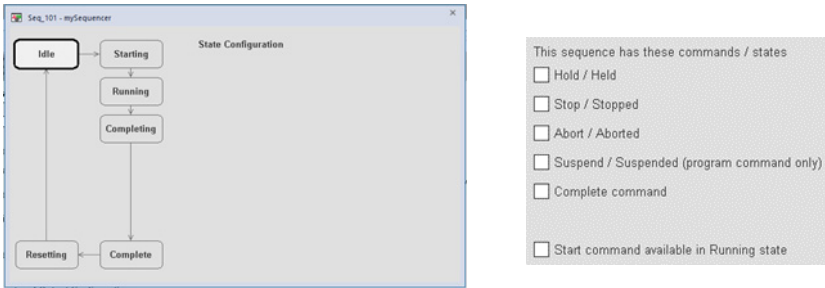 Seq_101 - mySequencer
Idle
Starting
State Configuration
Running
Completing
Resetting
Complete
This sequence has these commands / states
Hold / Held
Stop / Stopped
Abort / Aborted
Suspend / Suspended (program command only)
Complete command
Start command available in Running state